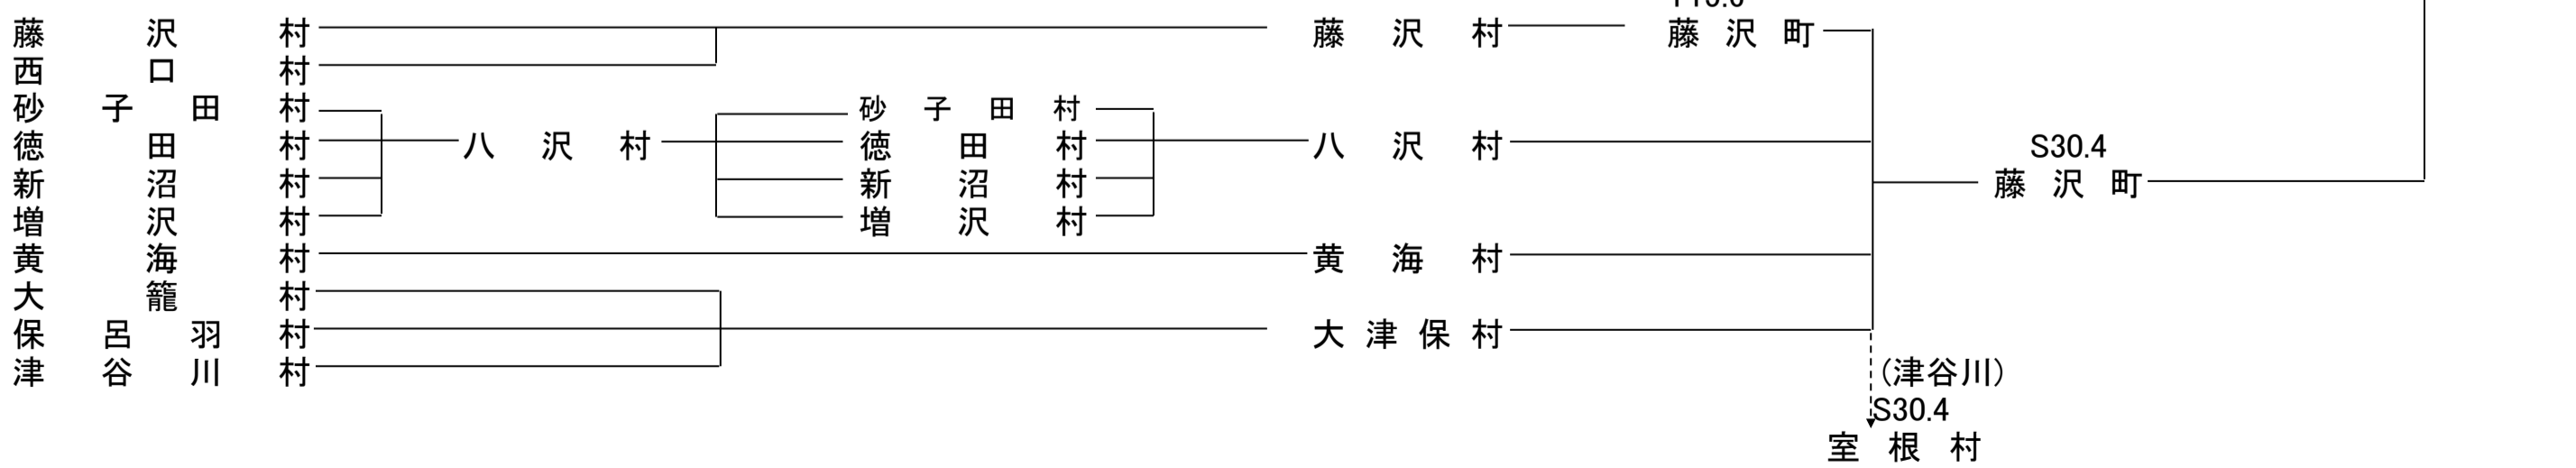 藤沢村 藤沢村 藤沢町
西口村
砂子田村 砂子田村
徳田村 八沢村 徳田村 八沢村 S30.4
新沼村 新沼村 藤沢町
増沢村 増沢村
黄海村 黄海村
大籠村
保呂羽村 大津保村
津谷川村 (津谷川)
S30.4
室根村